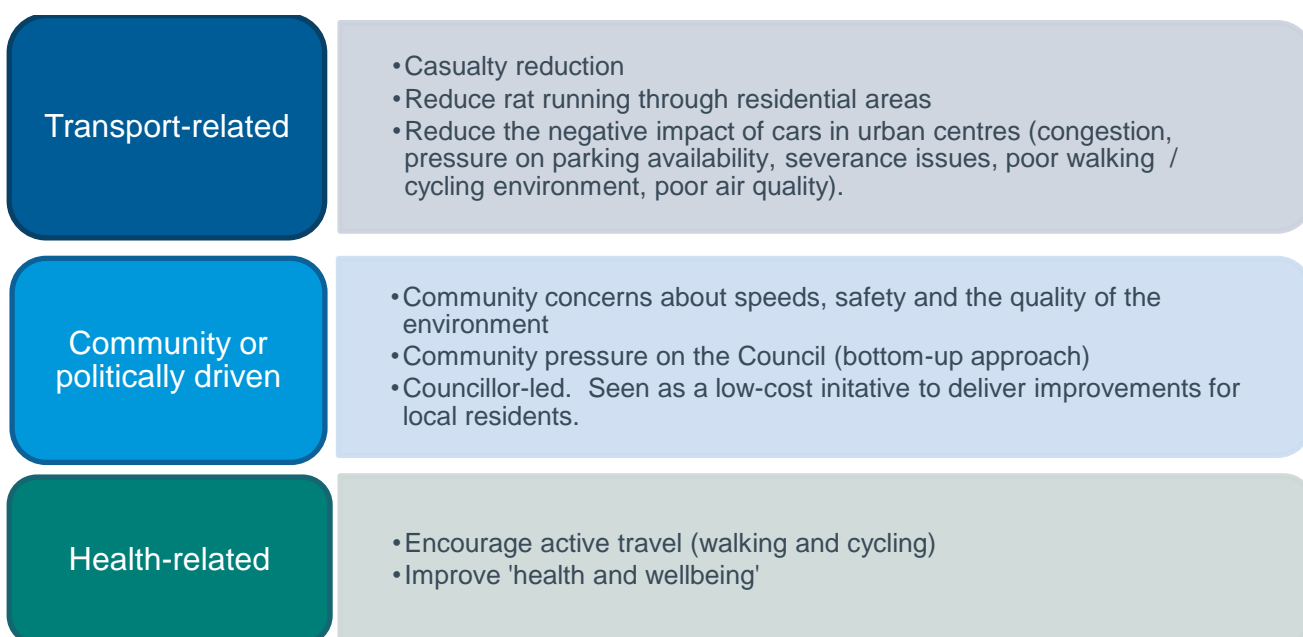 Transport-related
•Casualty reduction
•Reduce rat running through residential areas
•Reduce the negative impact of cars in urban centres (congestion,
pressure on parking availability, severance issues, poor walking /
cycling environment, poor air quality).
Community or
politically driven
•Community concerns about speeds, safety and the quality of the
environment
•Community pressure on the Council (bottom-up approach)
•Councillor-led. Seen as a low-cost initative to deliver improvements for
local residents.
Health-related
•Encourage active travel (walking and cycling)
•Improve 'health and wellbeing'